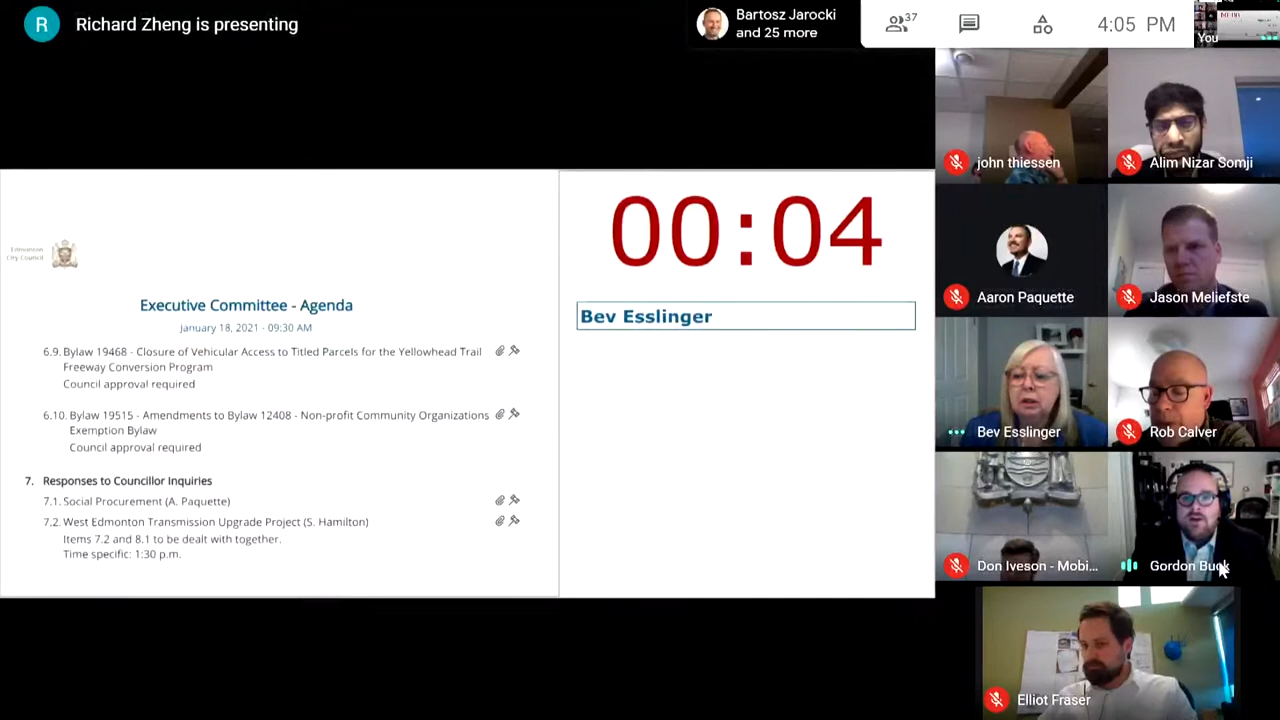 R
Richard Zheng is presenting
Bartosz Jarocki
and 25 more
37
4:05 PM
You
john thiessen
Alim Nizar Somji
Aaron Paquette
Jason Meliefste
Bev Esslinger
Rob Calver
Don Iveson - Mobi...
Gordon Buck
Elliot Fraser
Edmonton
City Council
Executive Committee - Agenda
January 18, 2021 - 09:30 AM
6.9. Bylaw 19468 - Closure of Vehicular Access to Titled Parcels for the Yellowhead Trail
Freeway Conversion Program
Council approval required
6.10. Bylaw 19515 - Amendments to Bylaw 12408 - Non-profit Community Organizations
Exemption Bylaw
Council approval required
7. Responses to Councillor Inquiries
7.1. Social Procurement (A. Paquette)
7.2. West Edmonton Transmission Upgrade Project (S. Hamilton)
Items 7.2 and 8.1 to be dealt with together.
Time specific: 1:30 p.m.
00:04
Bev Esslinger